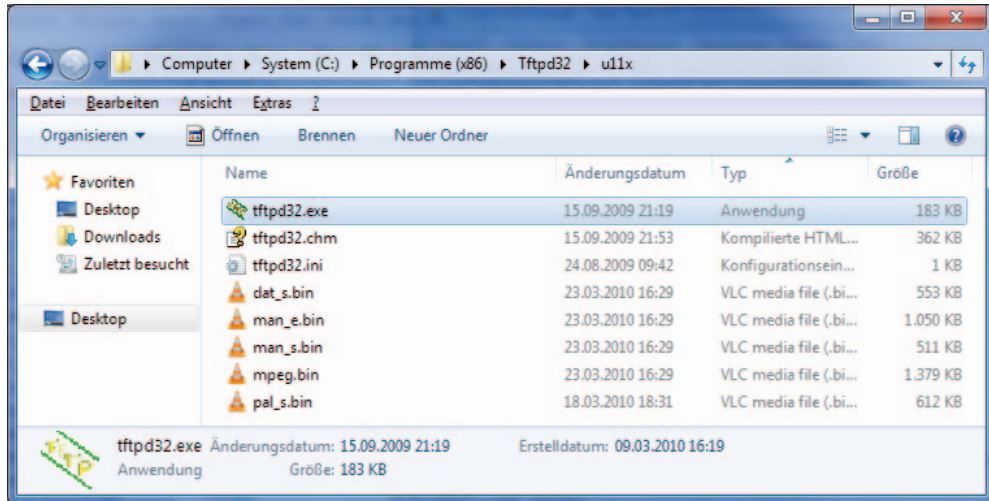 Computer ▸ System (C:) ▸ Programme (x86) ▸ Tftpd32 ▸ u11x
Datei Bearbeiten Ansicht Extras ?
Organisieren Öffnen Brennen Neuer Ordner
Name Änderungsdatum Typ Größe
Favoriten
Desktop
Downloads
Zuletzt besucht
Desktop
tftpd32.exe 15.09.2009 21:19 Anwendung 183 KB
tftpd32.chm 15.09.2009 21:53 Kompilierte HTML... 362 KB
tftpd32.ini 24.08.2009 09:42 Konfigurationsein... 1 KB
dat_s.bin 23.03.2010 16:29 VLC media file (.bi... 553 KB
man_e.bin 23.03.2010 16:29 VLC media file (.bi... 1.050 KB
man_s.bin 23.03.2010 16:29 VLC media file (.bi... 511 KB
mpeg.bin 23.03.2010 16:29 VLC media file (.bi... 1.379 KB
pal_s.bin 18.03.2010 18:31 VLC media file (.bi... 612 KB
TFTP
tftpd32.exe Änderungsdatum: 15.09.2009 21:19 Erstelldatum: 09.03.2010 16:19
Anwendung Größe: 183 KB